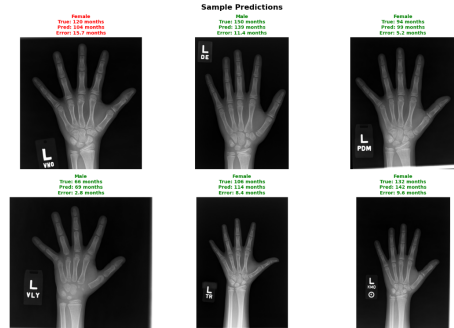 Sample Predictions
Female
True: 120 months
Pred: 104 months
Error: 15.7 months
Male
True: 150 months
Pred: 139 months
Error: 11.4 months
Female
True: 94 months
Pred: 99 months
Error: 5.2 months
L
VWO
L
DE
L
PDM
Male
True: 66 months
Pred: 69 months
Error: 2.8 months
Female
True: 106 months
Pred: 114 months
Error: 8.4 months
Female
True: 132 months
Pred: 142 months
Error: 9.6 months
L
VLY
L
TR
L